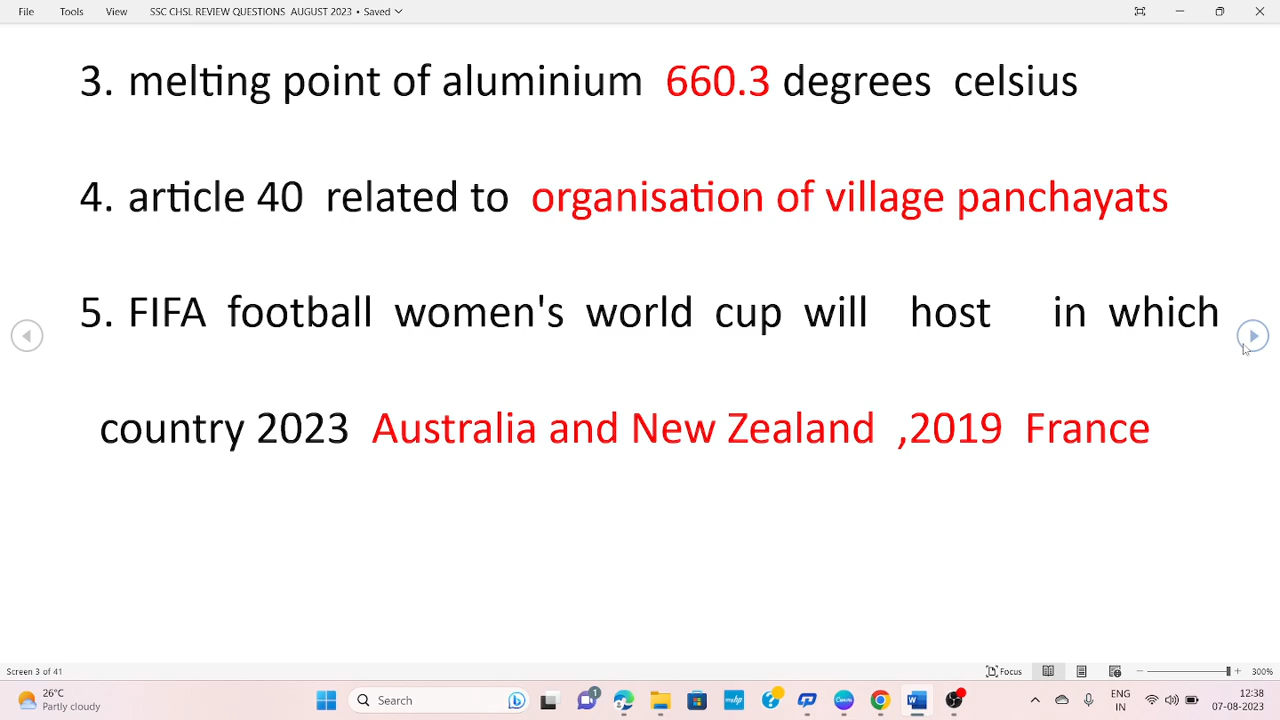 File Tools View SSC CHSL REVIEW QUESTIONS AUGUST 2023 • Saved
3. melting point of aluminium 660.3 degrees celsius
4. article 40 related to organisation of village panchayats
5. FIFA football women's world cup will host in which
country 2023 Australia and New Zealand ,2019 France
Screen 3 of 41 Focus 300%
26°C
Partly cloudy
Search
1
ENG
IN
12:38
07-08-2023